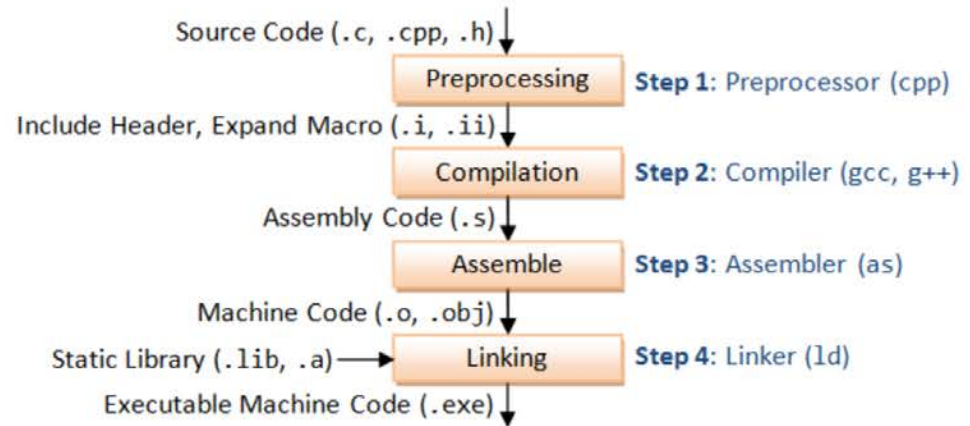 Source Code (.c, .cpp, .h)
Preprocessing
Step 1: Preprocessor (cpp)
Include Header, Expand Macro (.i, .ii)
Compilation
Step 2: Compiler (gcc, g++)
Assembly Code (.s)
Assemble
Step 3: Assembler (as)
Machine Code (.o, .obj)
Static Library (.lib, .a)
Linking
Step 4: Linker (ld)
Executable Machine Code (.exe)